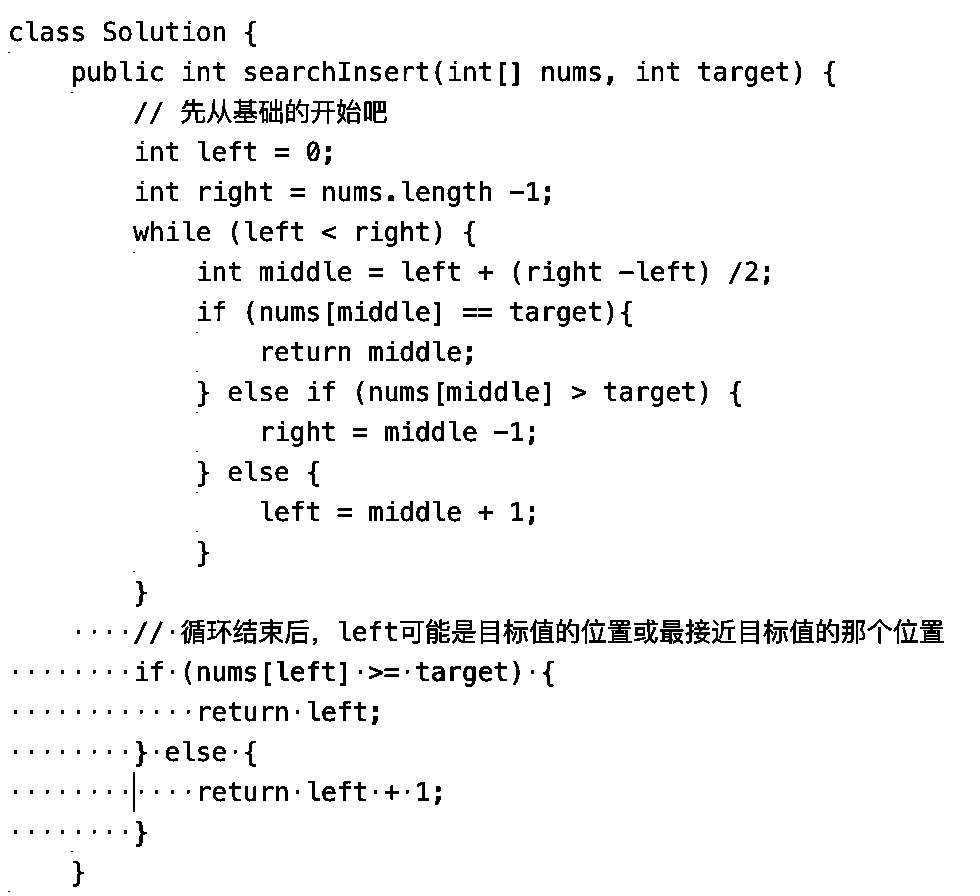 class Solution {
    public int searchInsert(int[] nums, int target) {
        // 先从基础的开始吧
        int left = 0;
        int right = nums.length -1;
        while (left < right) {
            int middle = left + (right -left) /2;
            if (nums[middle] == target){
                return middle;
            } else if (nums[middle] > target) {
                right = middle -1;
            } else {
                left = middle + 1;
            }
        }
        // 循环结束后，left可能是目标值的位置或最接近目标值的那个位置
        if (nums[left] >= target) {
            return left;
        } else {
            return left + 1;
        }
    }